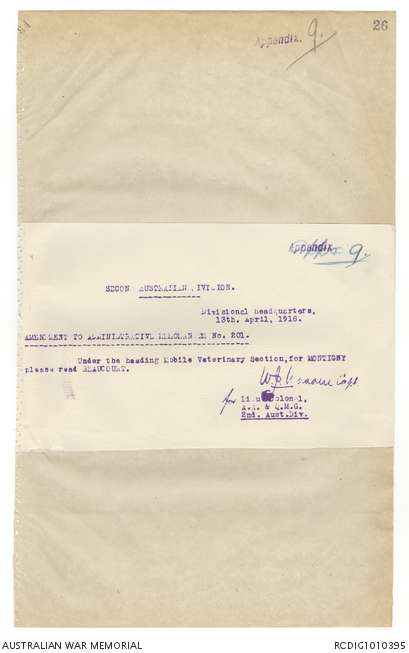 26
Appendix. 9.
Appendix 9.
SECOND AUSTRALIAN DIVISION.
Divisional Headquarters,
13th. April, 1918.
AMENDMENT TO ADMINISTRATIVE MEMORANDUM No. 201.
Under the heading Mobile Veterinary Section, for MONTIGNY
please read BEAUCOURT.
Capt
for Lieut Colonel,
A.A. & Q.M.G.
2nd. Aust.Div.
AUSTRALIAN WAR MEMORIAL
RCDIG1010395